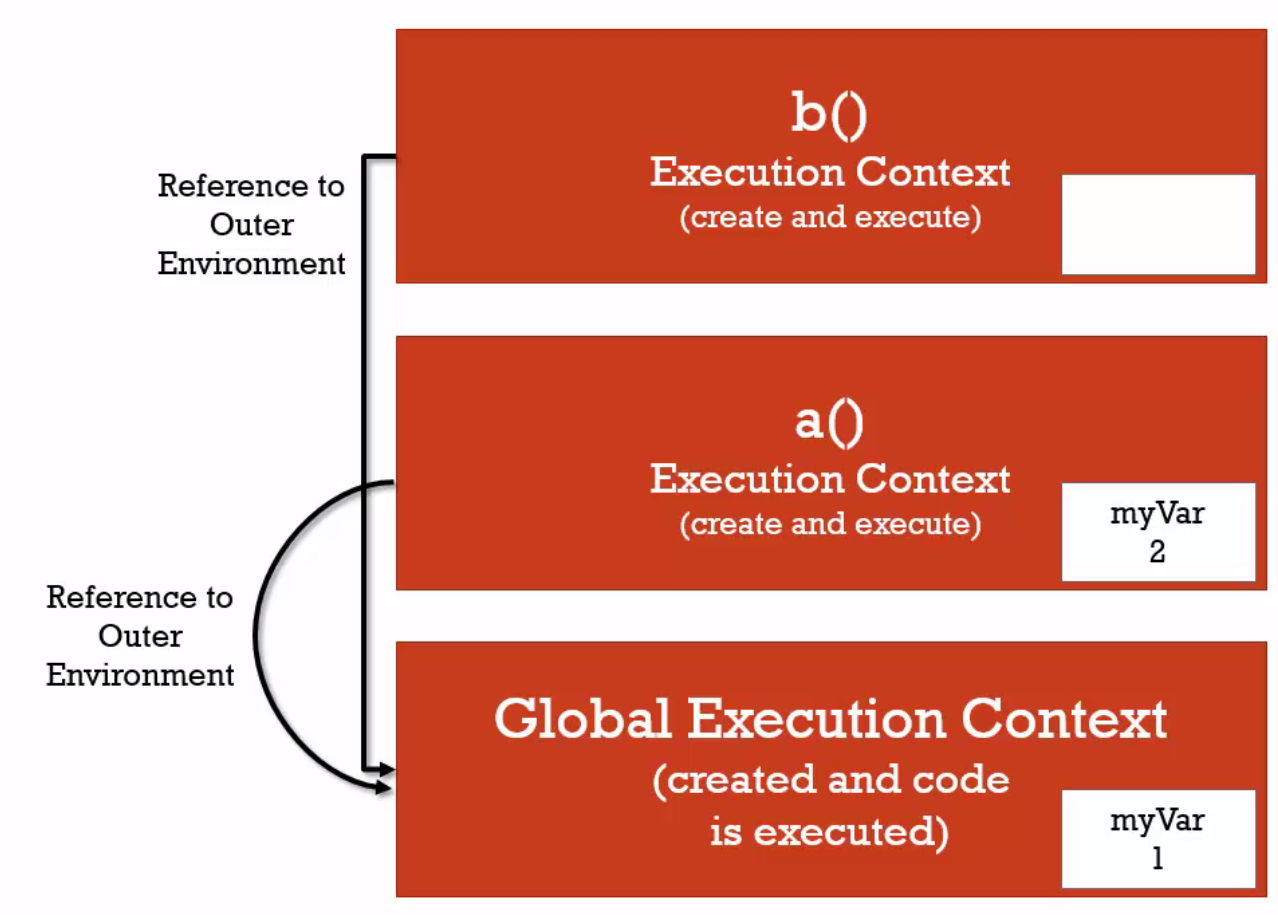 b()
Execution Context
(create and execute)
Reference to
Outer
Environment
a()
Execution Context
(create and execute)
myVar
2
Reference to
Outer
Environment
Global Execution Context
(created and code
is executed)
myVar
1